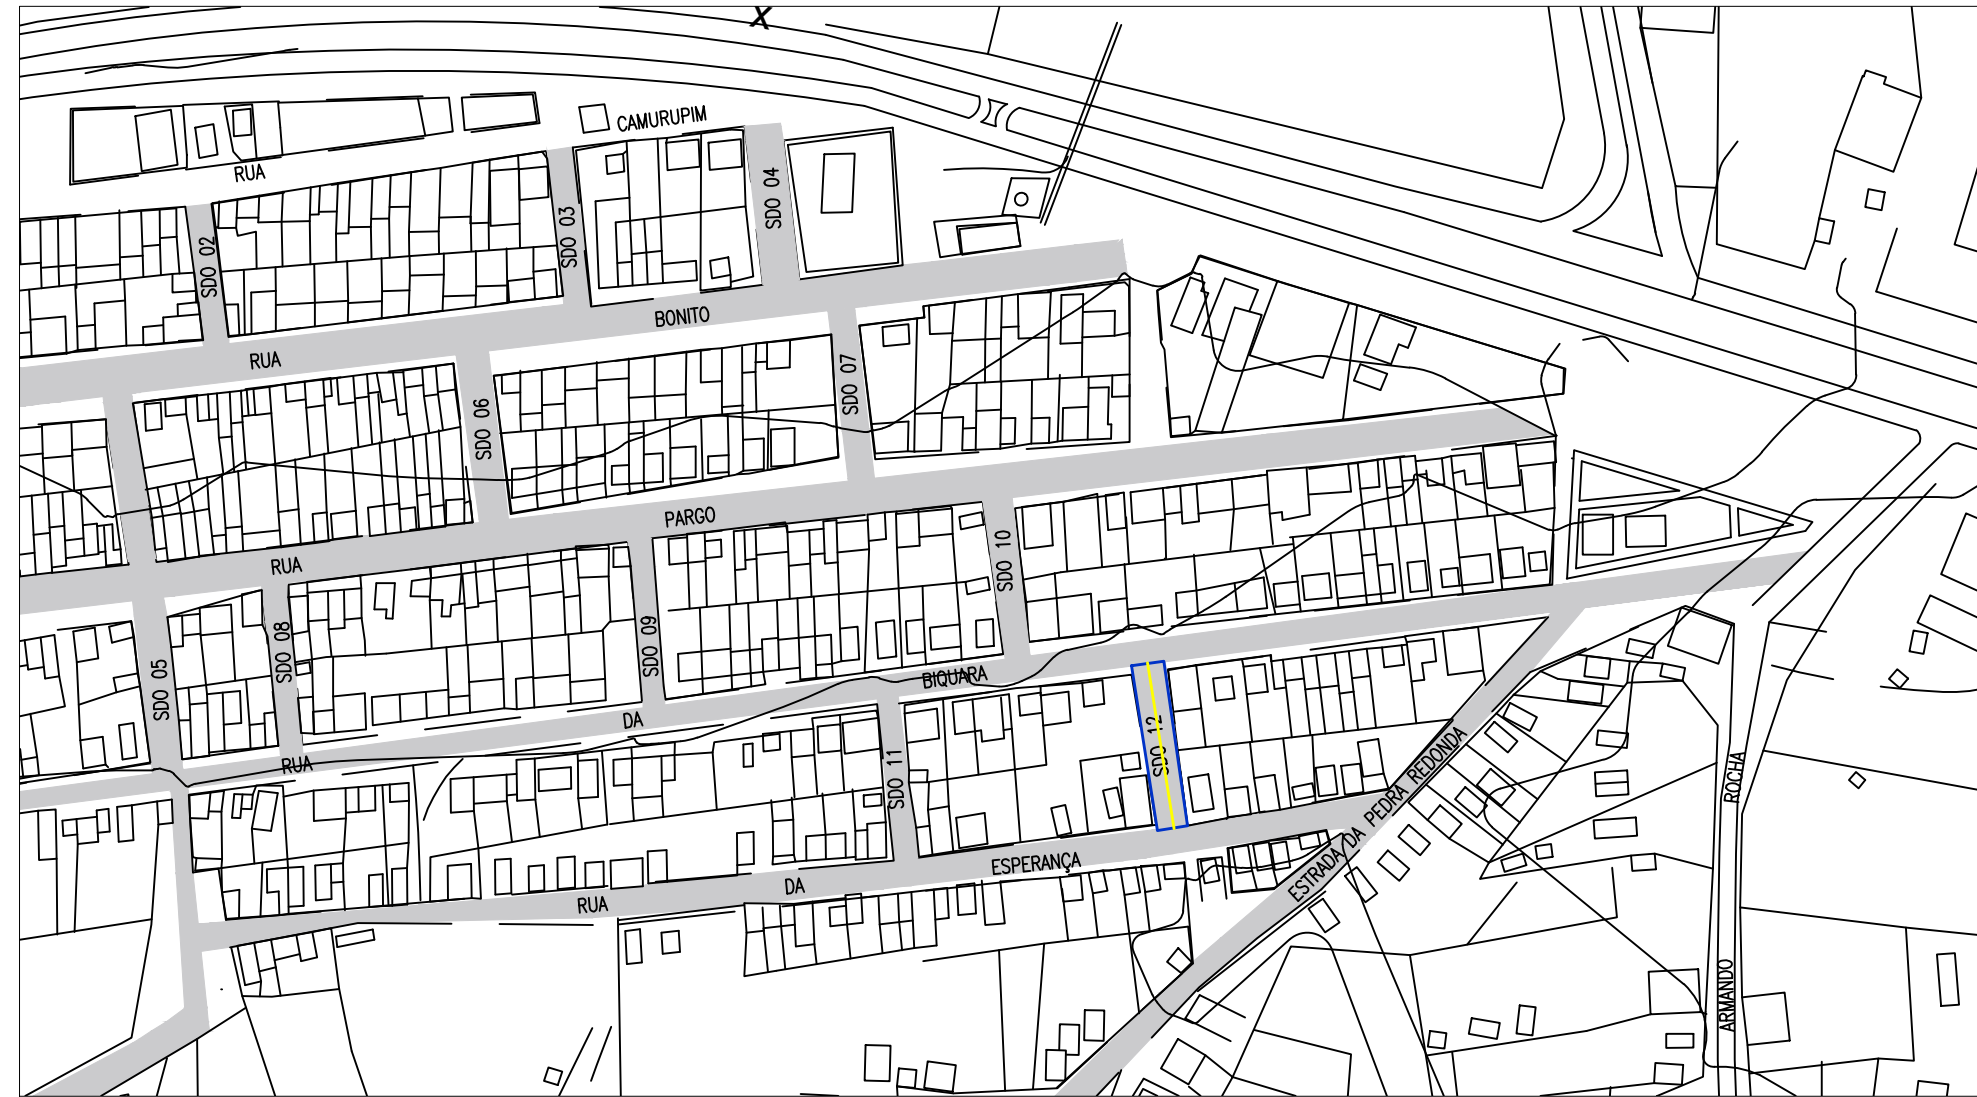 X
CAMURUPIM
RUA
SDO 04
SDO 03
SDO 02
BONITO
RUA
SDO 07
SDO 06
PARGO
RUA
SDO 10
SDO 09
SDO 08
SDO 05
BIQUARA
DA
RUA
SDO 12
SDO 11
ESPERANÇA
DA
RUA
ESTRADA DA PEDRA REDONDA
ROCHA
ARMANDO